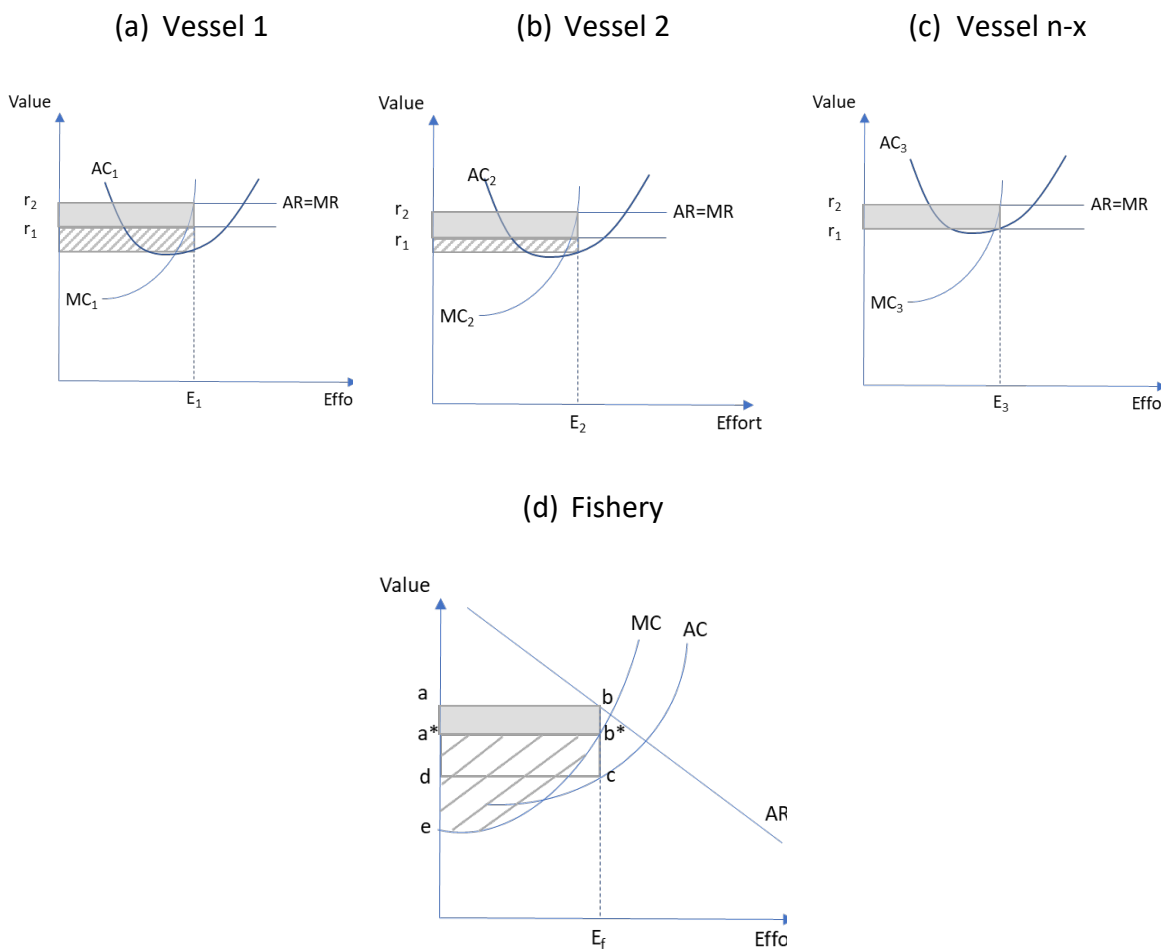 (a) Vessel 1
(b) Vessel 2
(c) Vessel n-x
Value
AC1
r2
AR=MR
r1
MC1
E1
Effo
Value
AC2
r2
AR=MR
r1
MC2
E2
Effort
Value
AC3
r2
AR=MR
r1
MC3
E3
Effo
(d) Fishery
Value
MC
AC
a
b
a*
b*
d
c
e
AR
Ef
Effo